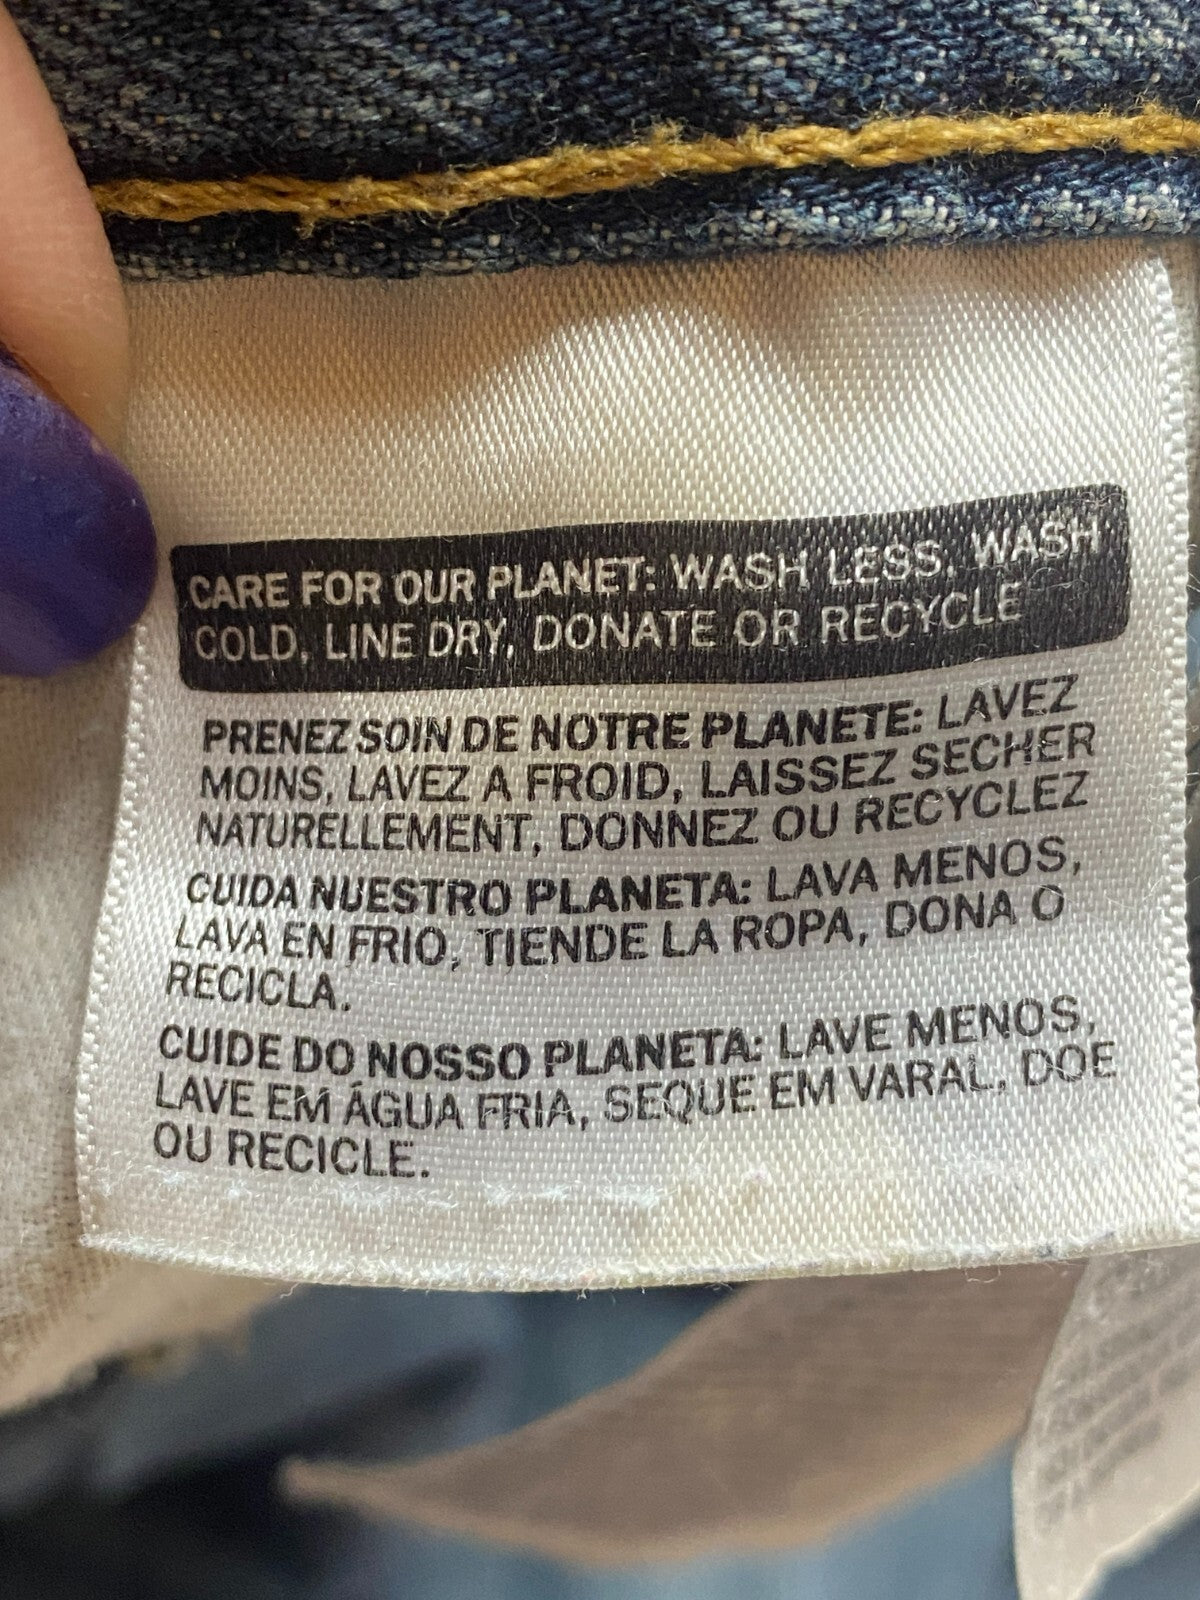 CARE FOR OUR PLANET: WASH LESS, WASH
COLD, LINE DRY, DONATE OR RECYCLE
PRENEZ SOIN DE NOTRE PLANETE: LAVEZ
MOINS, LAVEZ A FROID, LAISSEZ SECHER
NATURELLEMENT, DONNEZ OU RECYCLEZ
CUIDA NUESTRO PLANETA: LAVA MENOS,
LAVA EN FRIO, TIENDE LA ROPA, DONA O
RECICLA.
CUIDE DO NOSSO PLANETA: LAVE MENOS,
LAVE EM ÁGUA FRIA, SEQUE EM VARAL, DOE
OU RECICLE.